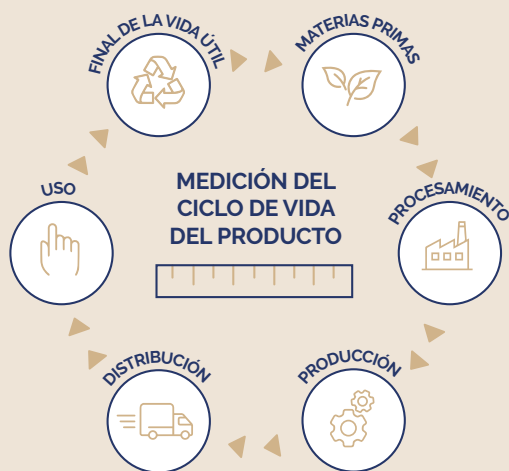 FINAL DE LA VIDA ÚTIL
MATERIAS PRIMAS
USO
MEDICIÓN DEL
CICLO DE VIDA
DEL PRODUCTO
PROCESAMIENTO
DISTRIBUCIÓN
PRODUCCIÓN